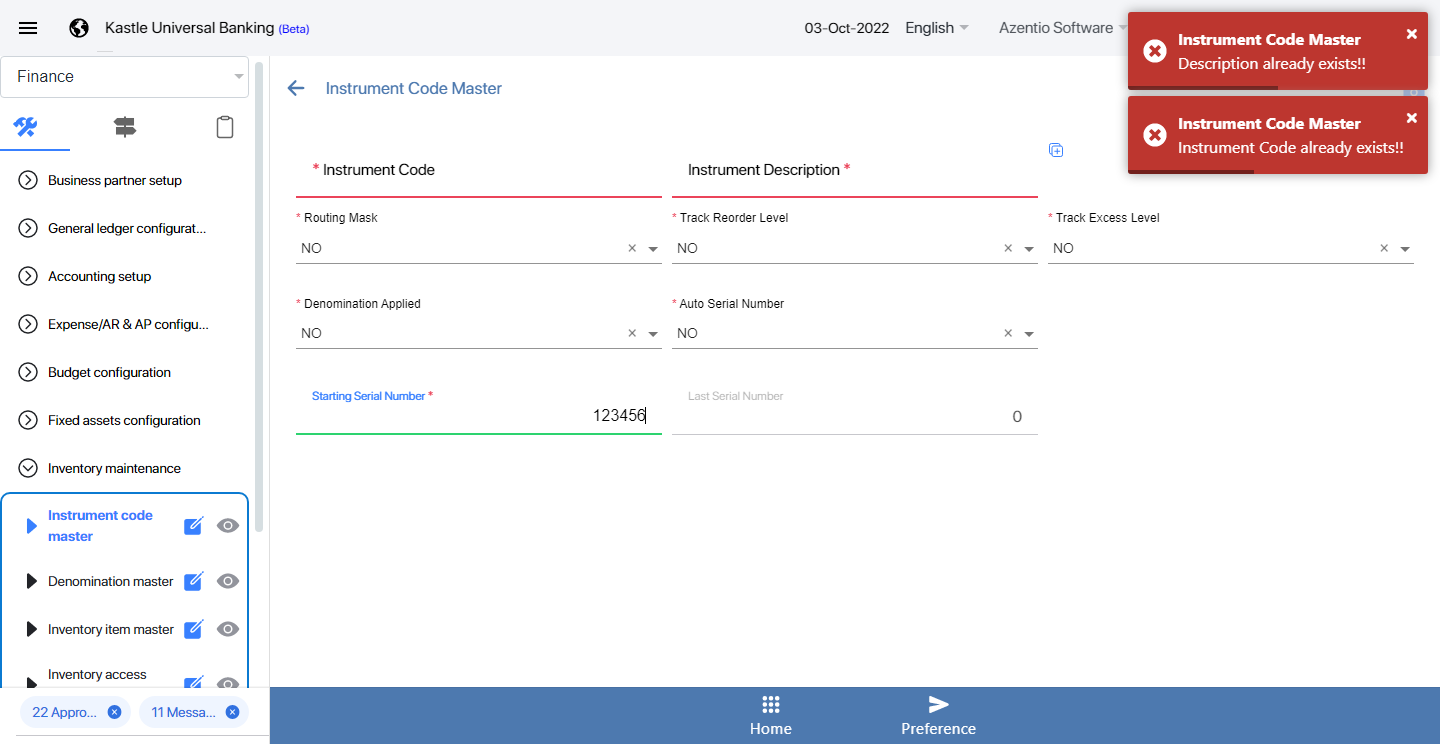 Kastle Universal Banking (Beta)
03-Oct-2022
English
Azentio Software
Instrument Code Master
Description already exists!!
Instrument Code Master
Instrument Code already exists!!
Finance
Business partner setup
General ledger configurat...
Accounting setup
Expense/AR & AP configu...
Budget configuration
Fixed assets configuration
Inventory maintenance
Instrument code
master
Denomination master
Inventory item master
Inventory access
22 Appro...
11 Messa...
Instrument Code Master
* Instrument Code
Instrument Description *
* Routing Mask
NO
* Track Reorder Level
NO
* Track Excess Level
NO
* Denomination Applied
NO
* Auto Serial Number
NO
Starting Serial Number *
123456
Last Serial Number
0
Home
Preference